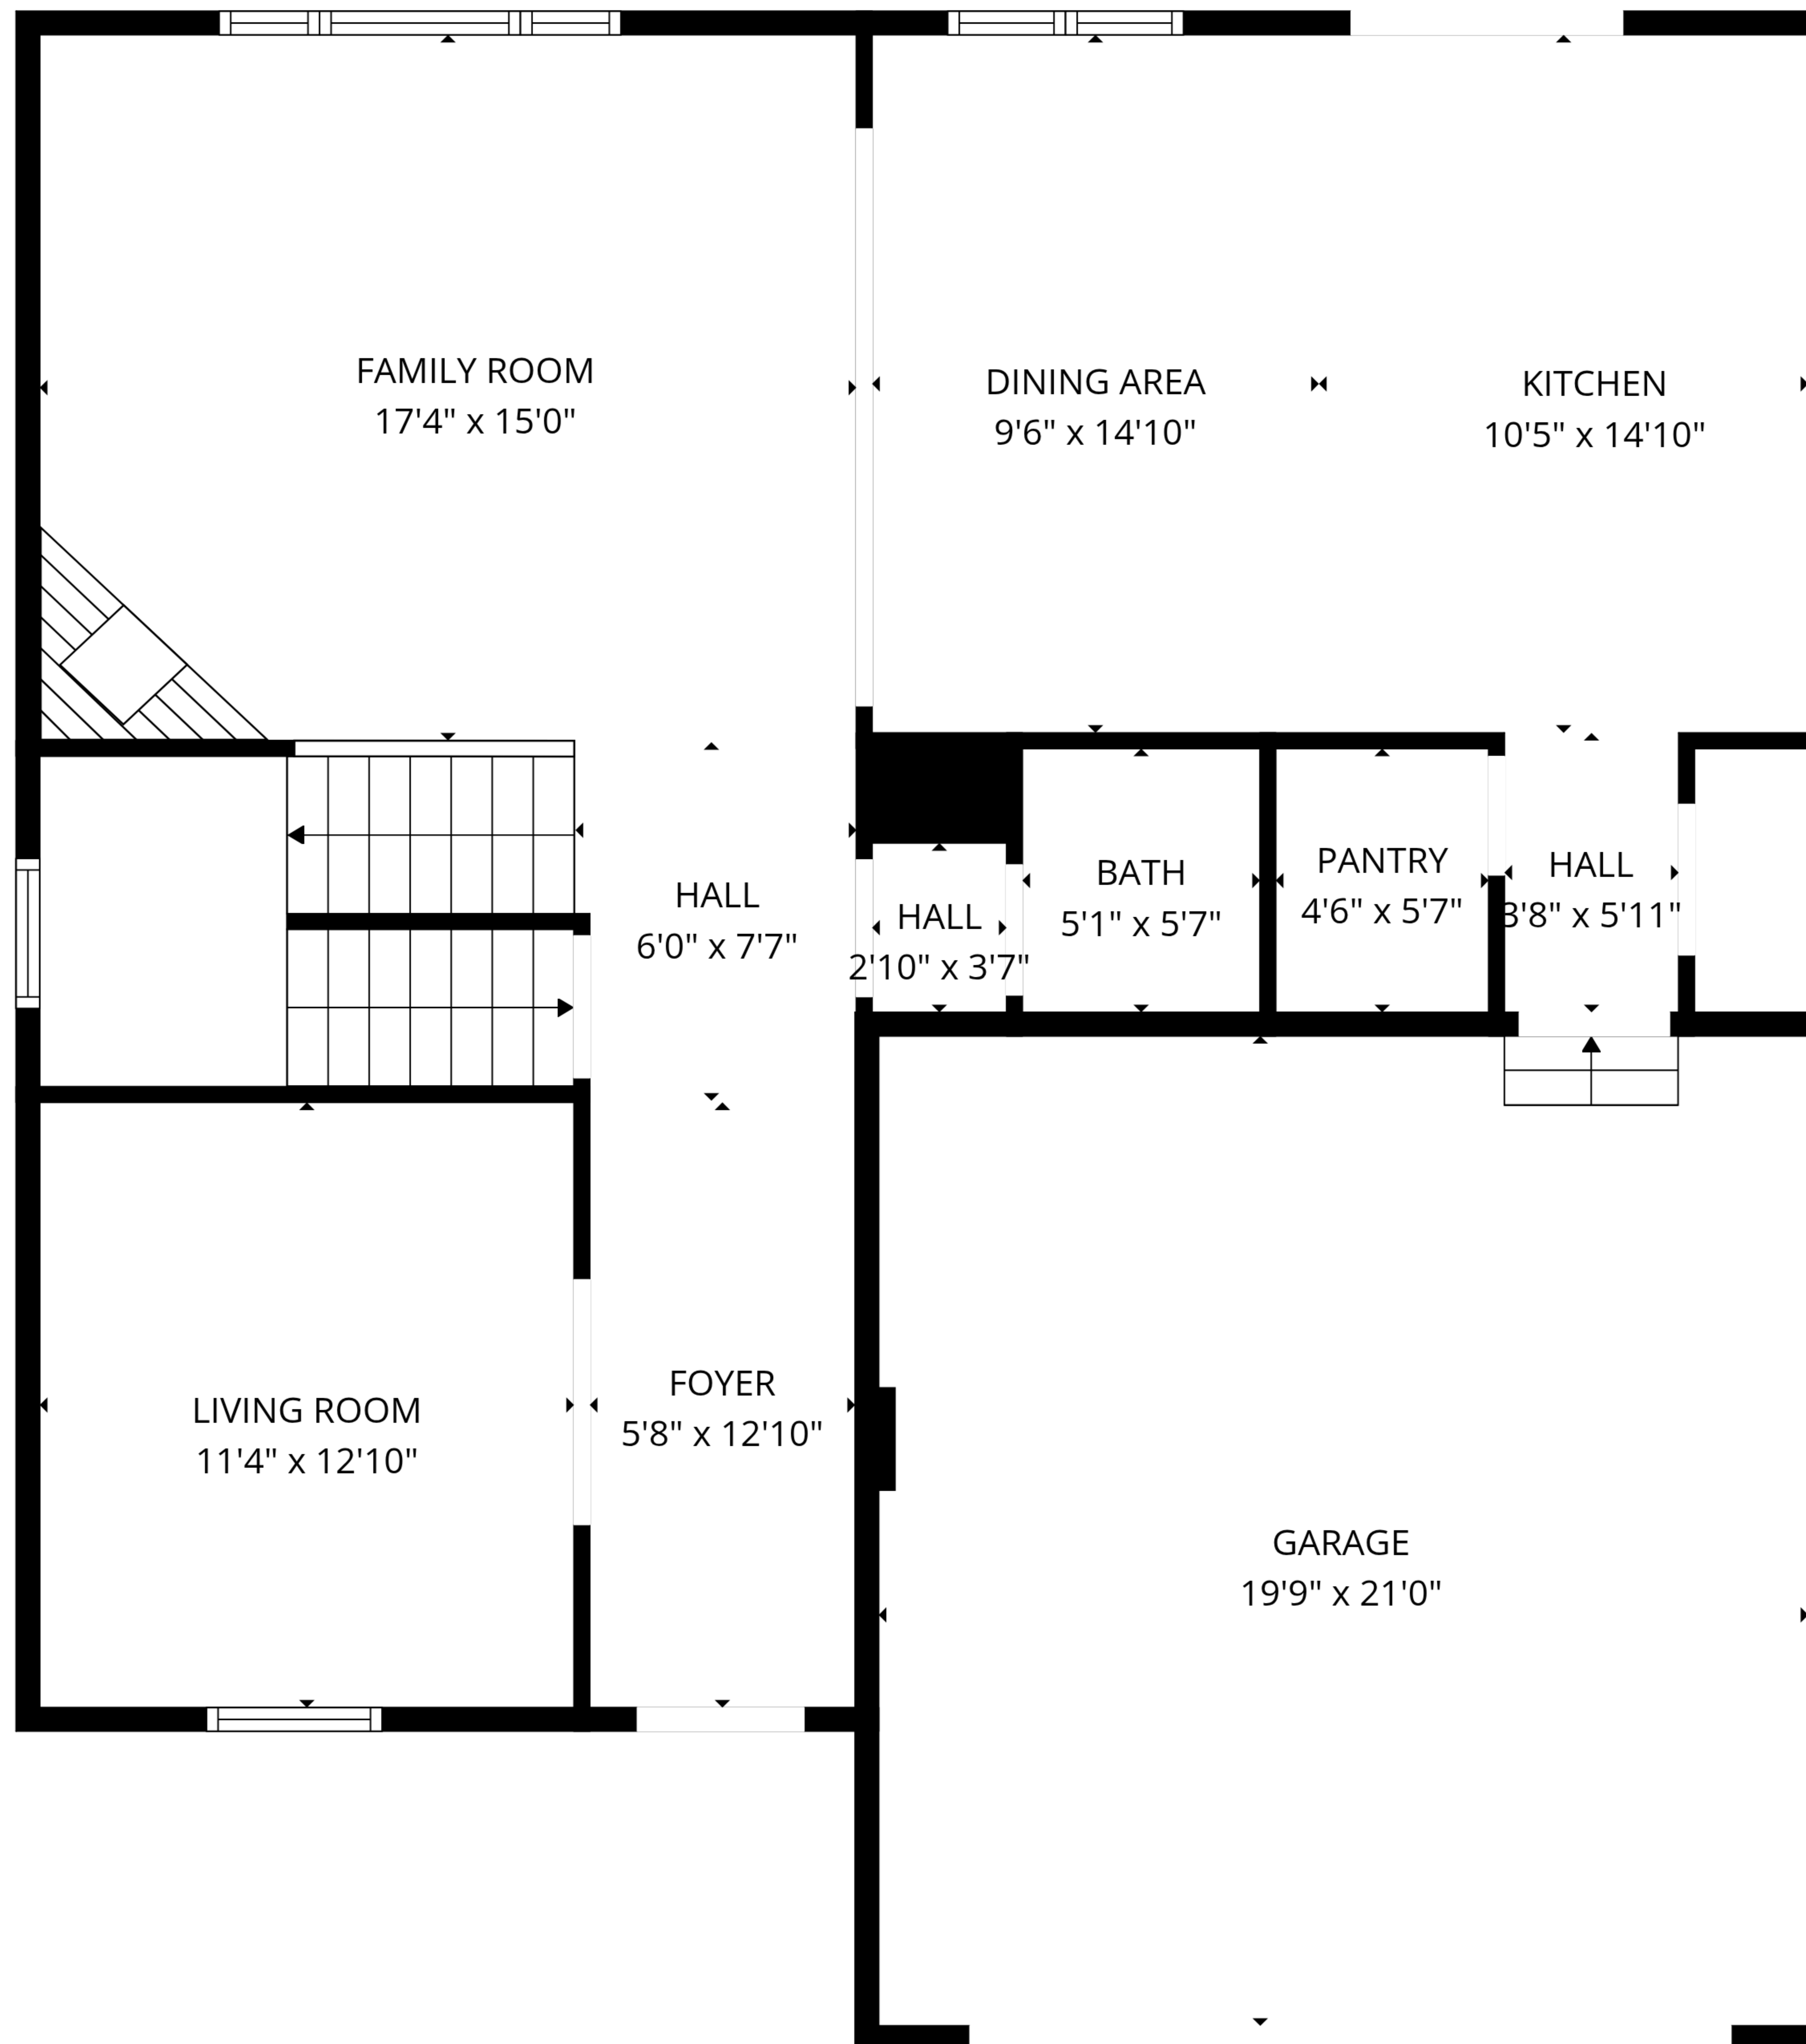 FAMILY ROOM
17'4" x 15'0"
DINING AREA
9'6" x 14'10"
KITCHEN
10'5" x 14'10"
HALL
6'0" x 7'7"
HALL
2'10" x 3'7"
BATH
5'1" x 5'7"
PANTRY
4'6" x 5'7"
HALL
3'8" x 5'11"
LIVING ROOM
11'4" x 12'10"
FOYER
5'8" x 12'10"
GARAGE
19'9" x 21'0"